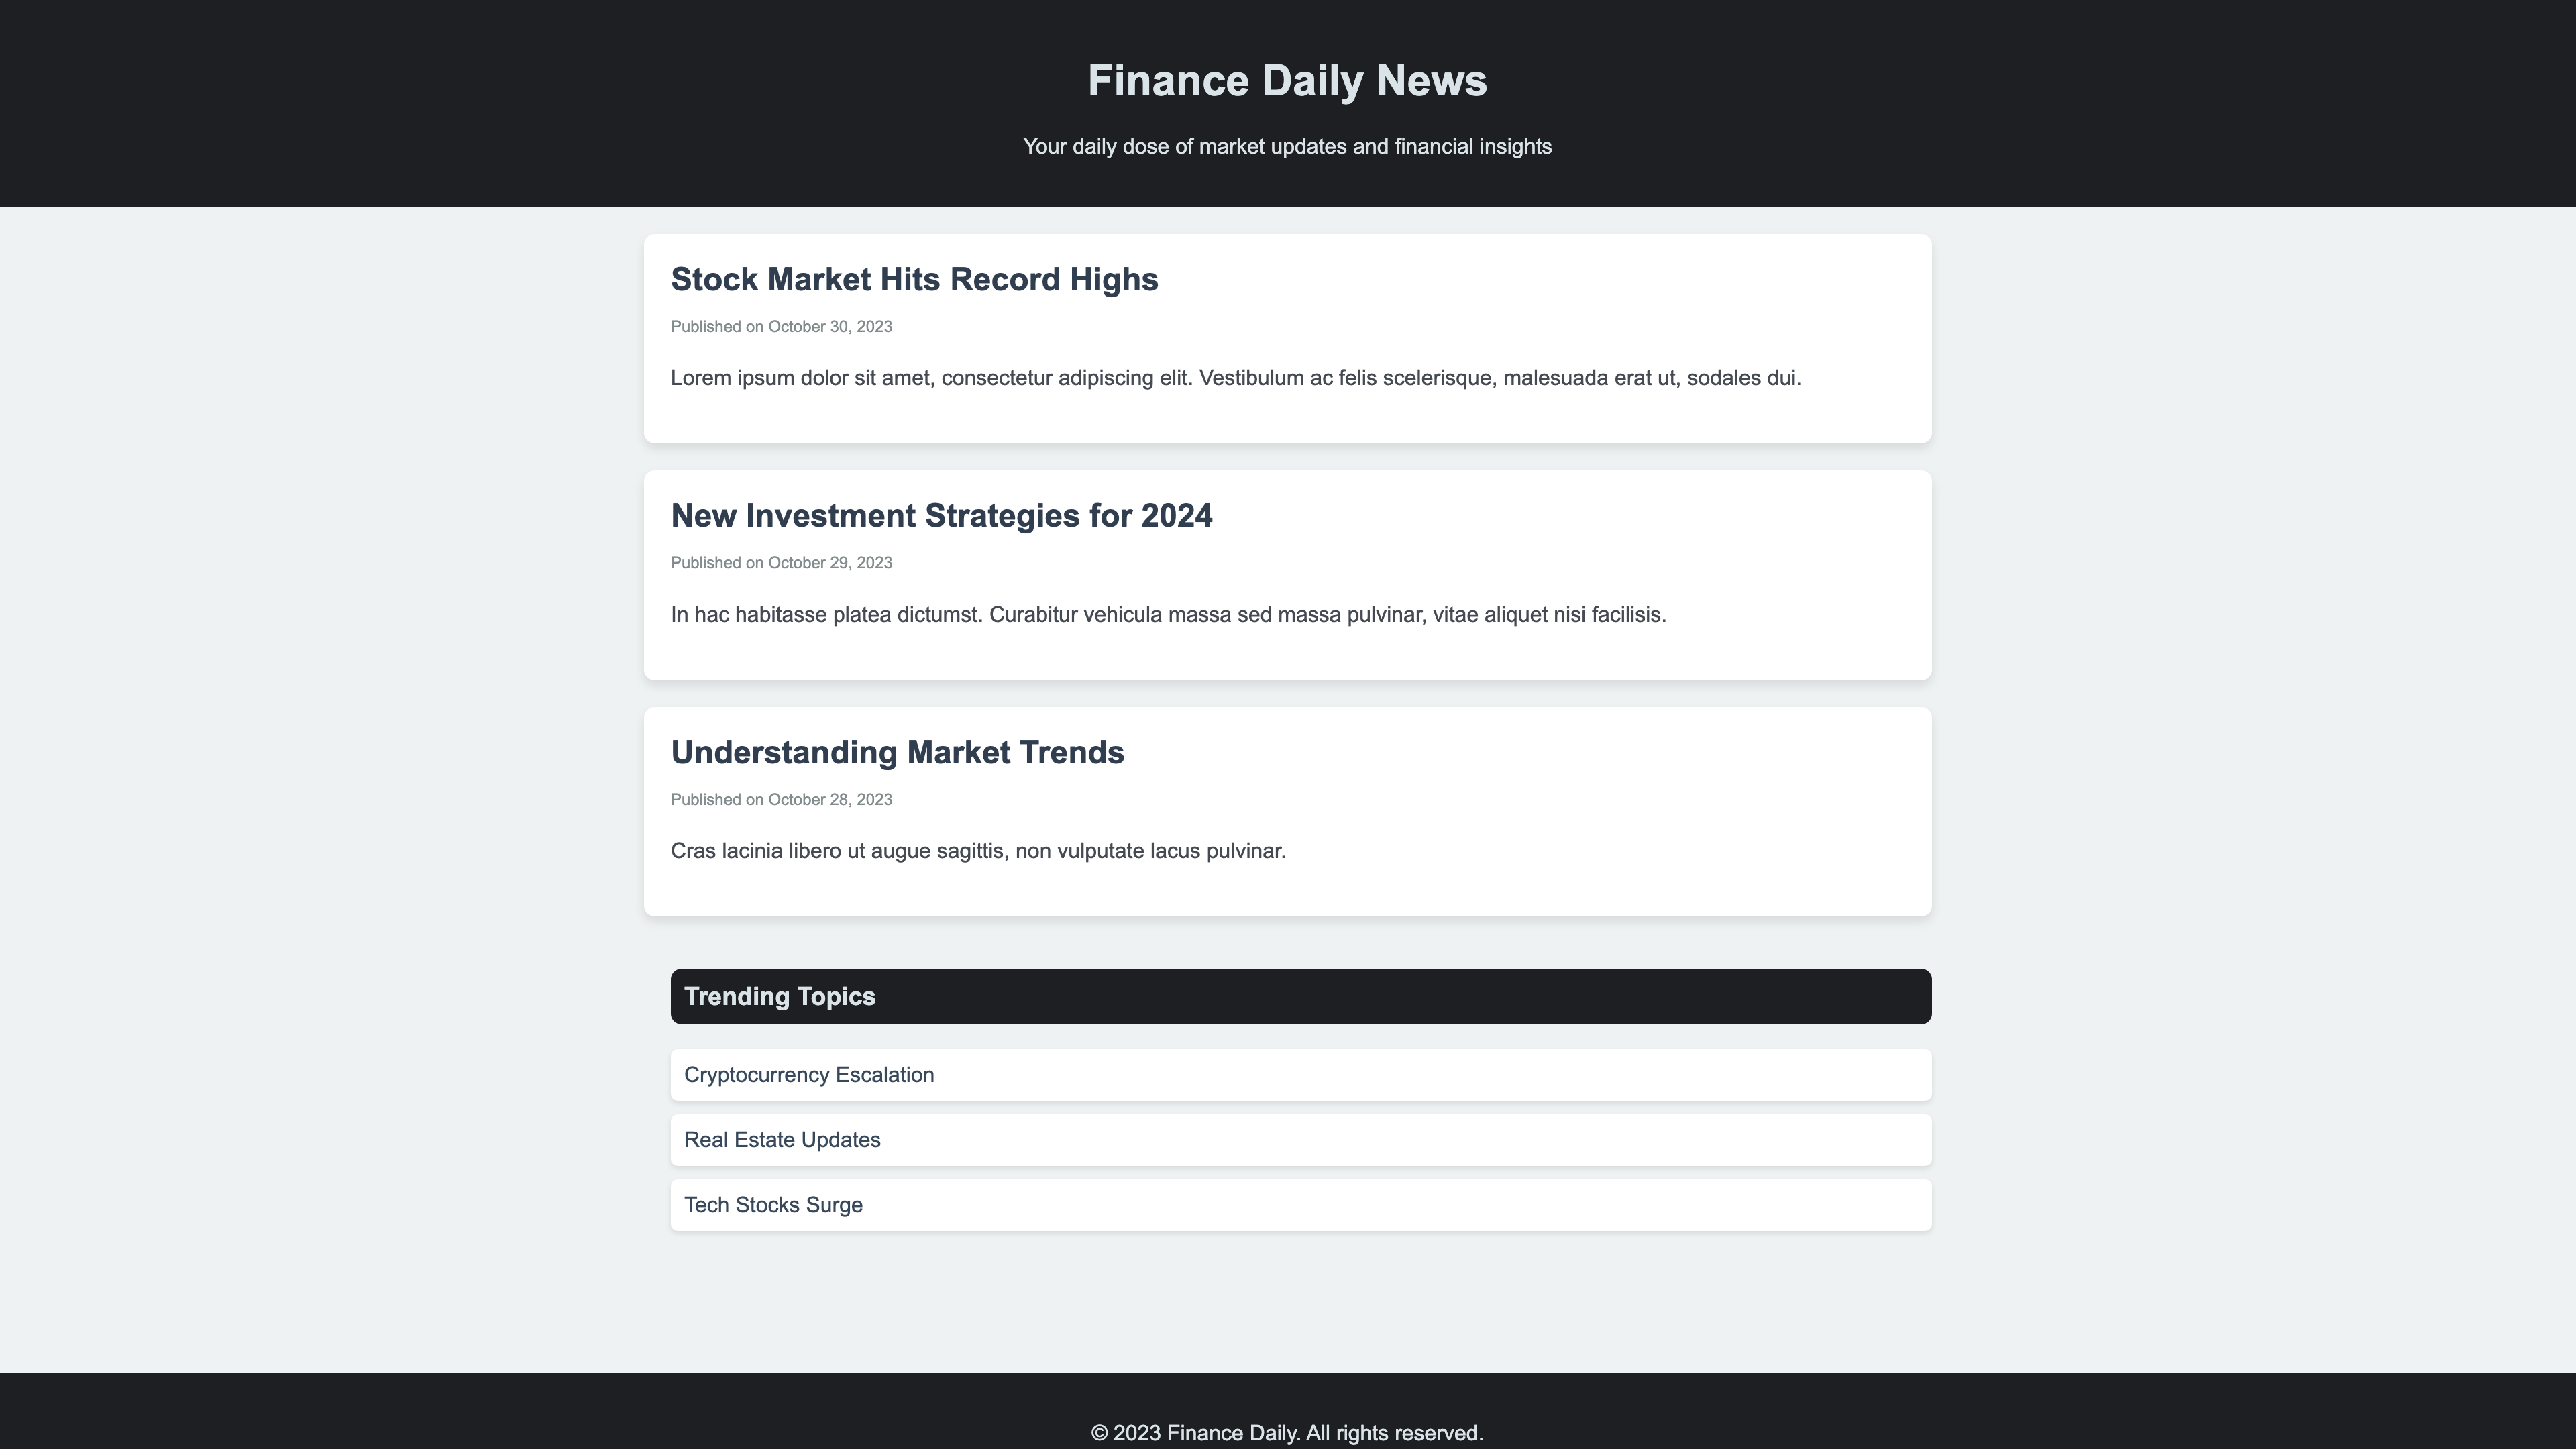 Finance Daily News
Your daily dose of market updates and financial insights
Stock Market Hits Record Highs
Published on October 30, 2023
Lorem ipsum dolor sit amet, consectetur adipiscing elit. Vestibulum ac felis scelerisque, malesuada erat ut, sodales dui.
New Investment Strategies for 2024
Published on October 29, 2023
In hac habitasse platea dictumst. Curabitur vehicula massa sed massa pulvinar, vitae aliquet nisi facilisis.
Understanding Market Trends
Published on October 28, 2023
Cras lacinia libero ut augue sagittis, non vulputate lacus pulvinar.
Trending Topics
Cryptocurrency Escalation
Real Estate Updates
Tech Stocks Surge
© 2023 Finance Daily. All rights reserved.